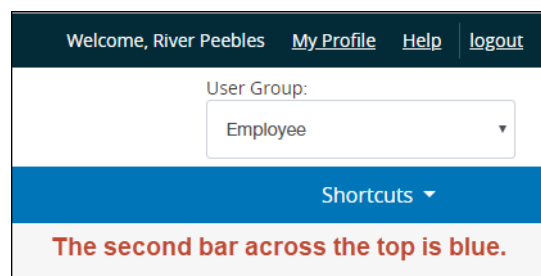 Welcome, River Peebles My Profile Help logout
User Group:
Employee
Shortcuts
The second bar across the top is blue.